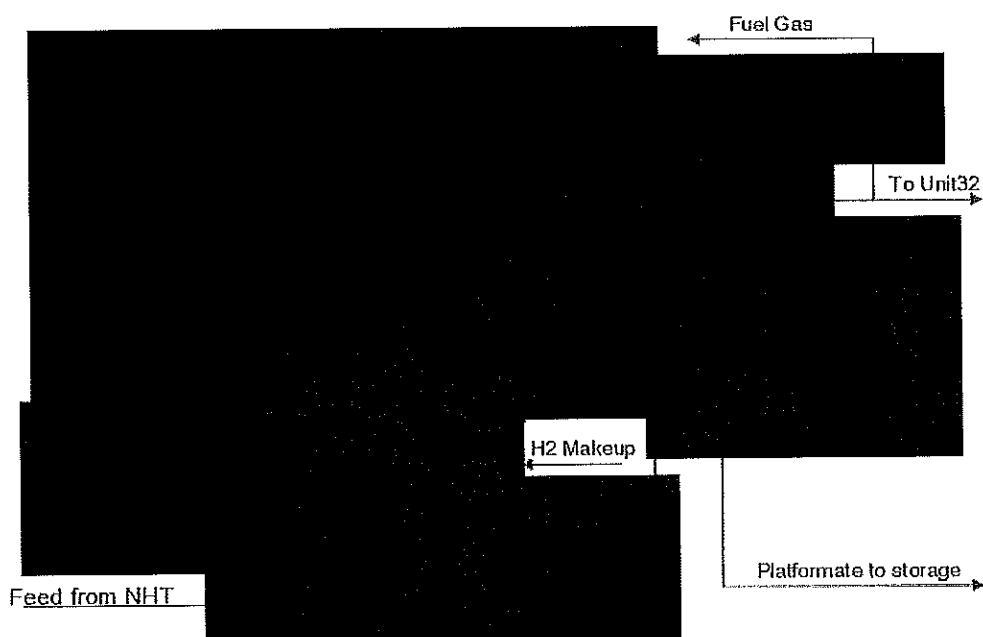 Fuel Gas
To Unit32
H2 Makeup
Platformate to storage
Feed from NHT